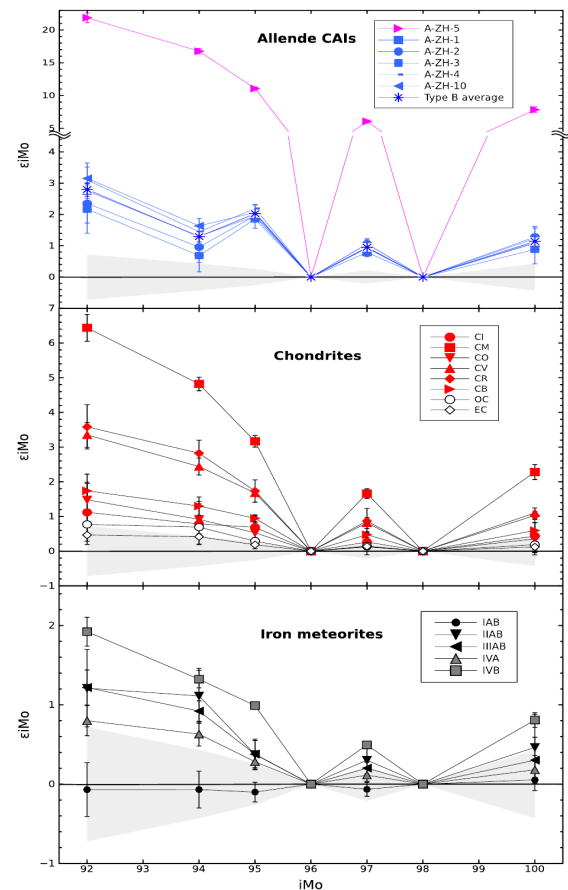 Allende CAIs
A-ZH-5
A-ZH-1
A-ZH-2
A-ZH-3
A-ZH-4
A-ZH-10
Type B average
20
15
10
5
4
3
2
1
0
εiMo
Chondrites
CI
CM
CO
CV
CR
CB
OC
EC
7
6
5
4
3
2
1
0
−1
εiMo
Iron meteorites
IAB
IIAB
IIIAB
IVA
IVB
2
1
0
−1
εiMo
92 93 94 95 96 97 98 99 100
iMo